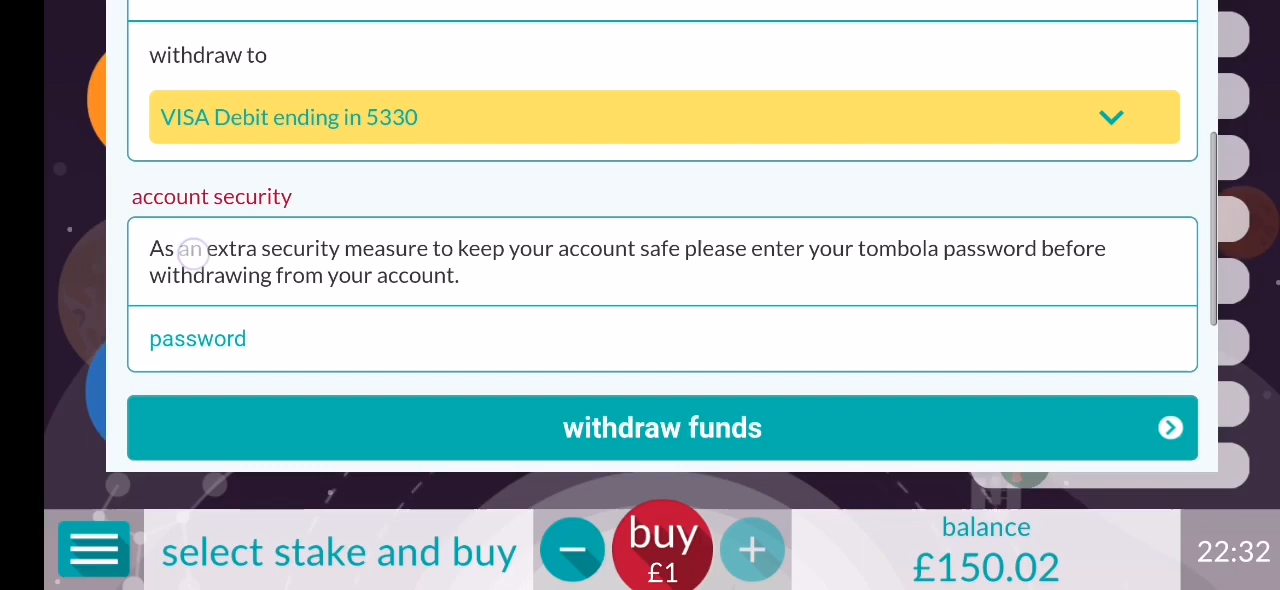 withdraw to
VISA Debit ending in 5330
account security
As an extra security measure to keep your account safe please enter your tombola password before
withdrawing from your account.
password
withdraw funds
select stake and buy
buy
£1
balance
£150.02
22:32